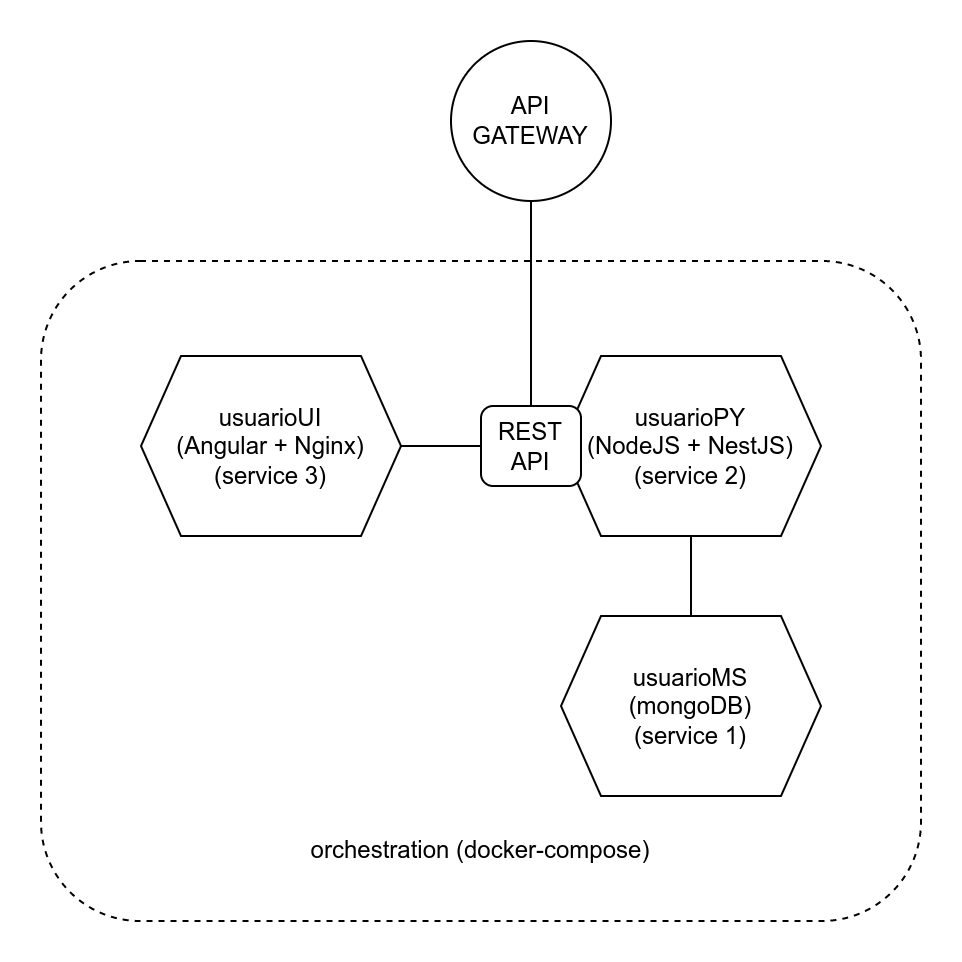 API
GATEWAY
usuarioUI
(Angular + Nginx)
(service 3)
REST
API
usuarioPY
(NodeJS + NestJS)
(service 2)
usuarioMS
(mongoDB)
(service 1)
orchestration (docker-compose)